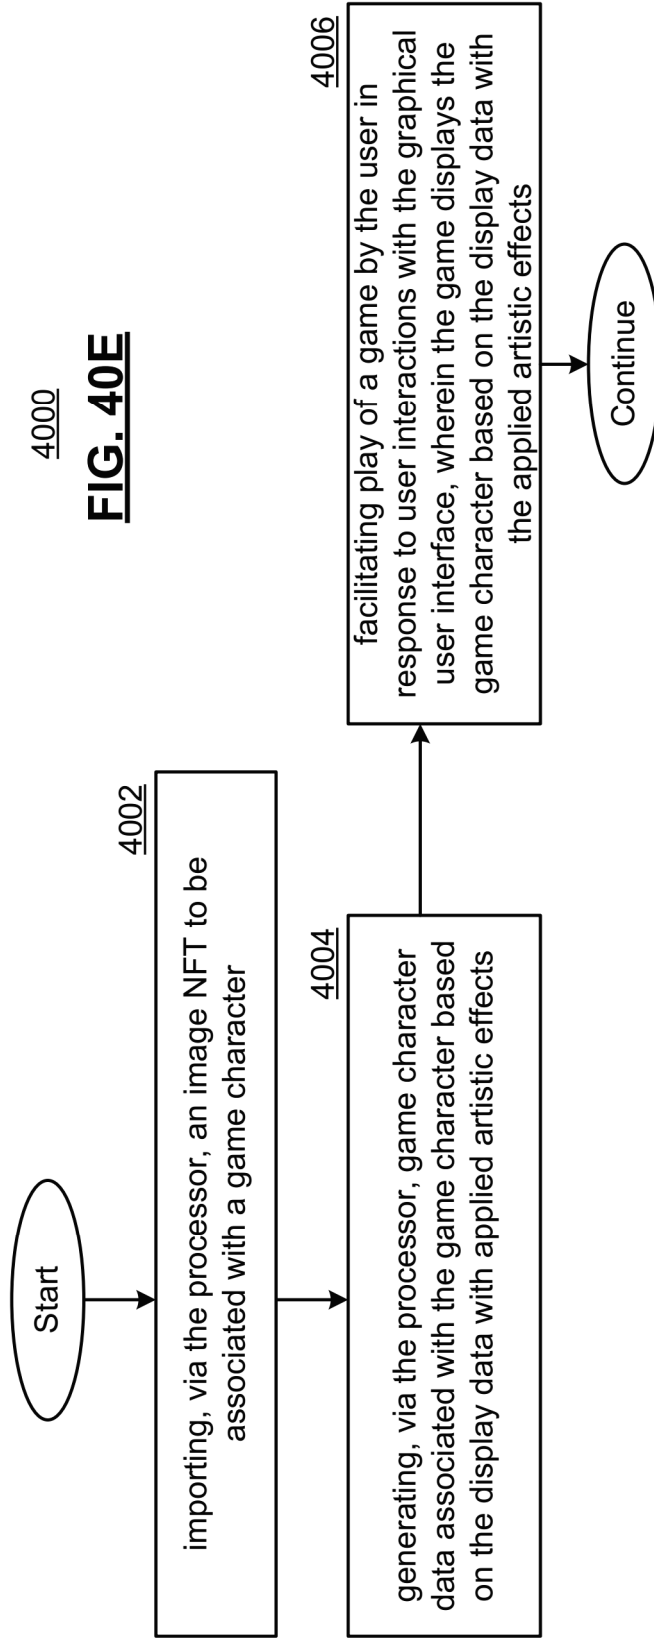 4000
FIG. 40E
Start
4002
importing, via the processor, an image NFT to be
associated with a game character
4004
generating, via the processor, game character
data associated with the game character based
on the display data with applied artistic effects
4006
facilitating play of a game by the user in
response to user interactions with the graphical
user interface, wherein the game displays the
game character based on the display data with
the applied artistic effects
Continue